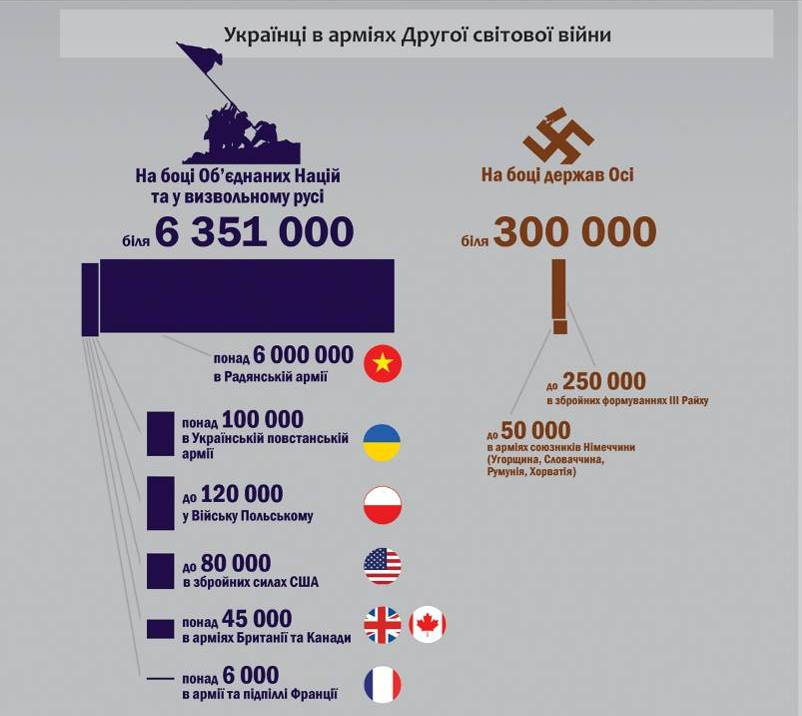 Українці в арміях Другої світової війни
На боці Об’єднаних Націй
та у визвольному русі
біля 6 351 000
понад 6 000 000
в Радянській армії
понад 100 000
в Українській повстанській
армії
до 120 000
у Війську Польському
до 80 000
в збройних силах США
понад 45 000
в арміях Британії та Канади
понад 6 000
в армії та підпіллі Франції
На боці держав Осі
біля 300 000
до 250 000
в збройних формуваннях III Райху
до 50 000
в арміях союзників Німеччини
(Угорщина, Словаччина,
Румунія, Хорватія)